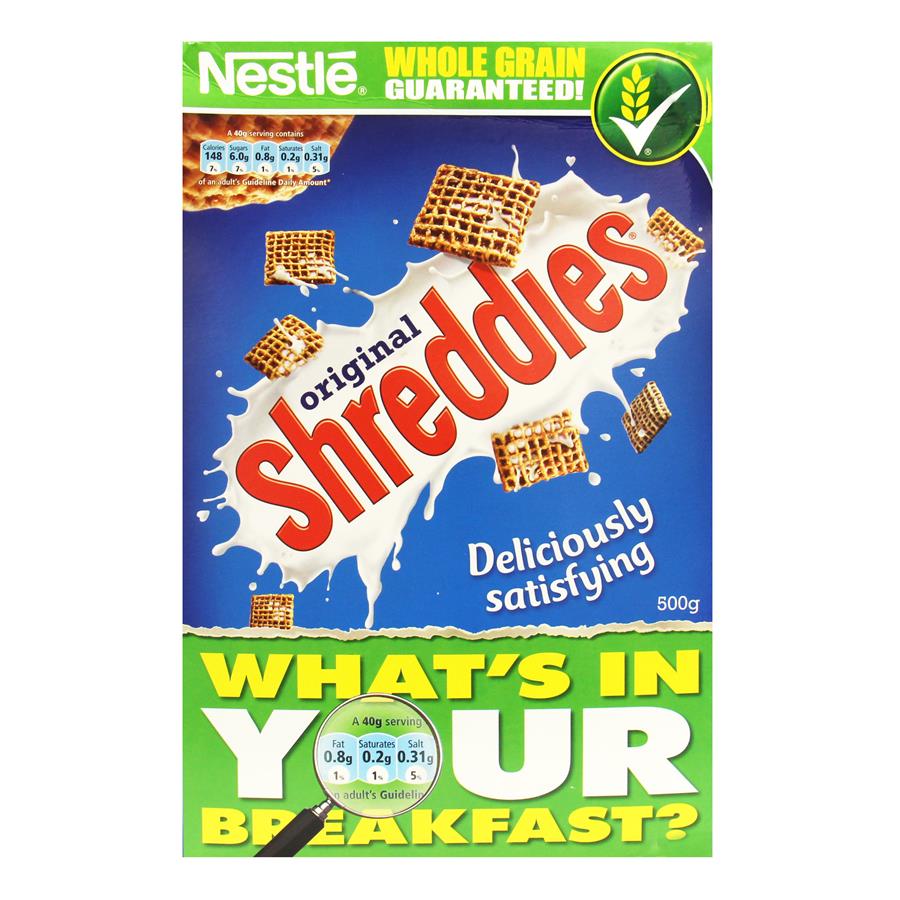 Nestlé®
WHOLE GRAIN
GUARANTEED!
®
A 40g serving contains
Calories Sugars Fat Saturates Salt
148 6.0g 0.8g 0.2g 0.31g
7% 7% 1% 1% 5%
of an adult's Guideline Daily Amount*
original
Shreddies®
Deliciously
satisfying
500g
WHAT'S IN
YOUR
A 40g serving
Fat Saturates Salt
0.8g 0.2g 0.31g
1% 1% 5%
n adult's Guidelin
BREAKFAST?